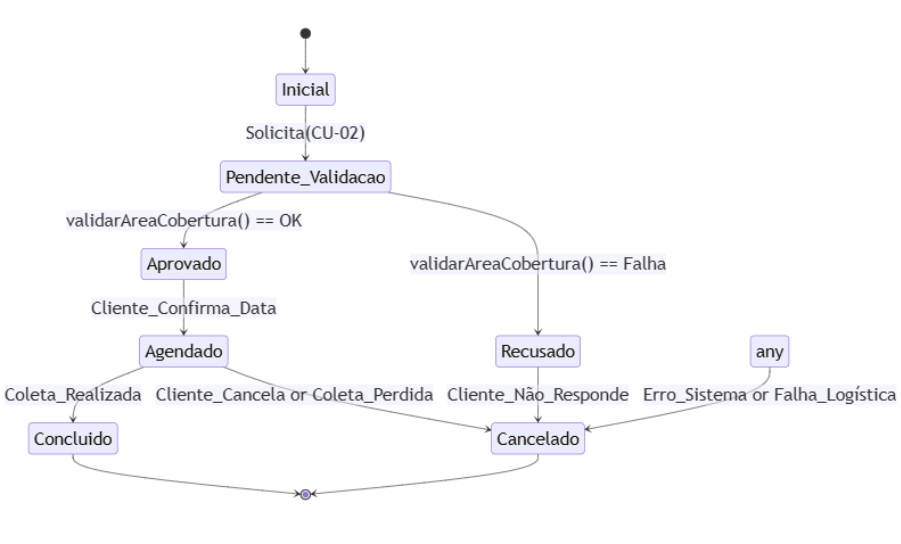 Inicial
Solicita(CU-02)
Pendente_Validacao
validarAreaCobertura() == OK
Aprovado
validarAreaCobertura() == Falha
Cliente_Confirma_Data
Agendado
Recusado
any
Coleta_Realizada
Cliente_Cancela or Coleta_Perdida
Cliente_Não_Responde
Erro_Sistema or Falha_Logística
Concluido
Cancelado